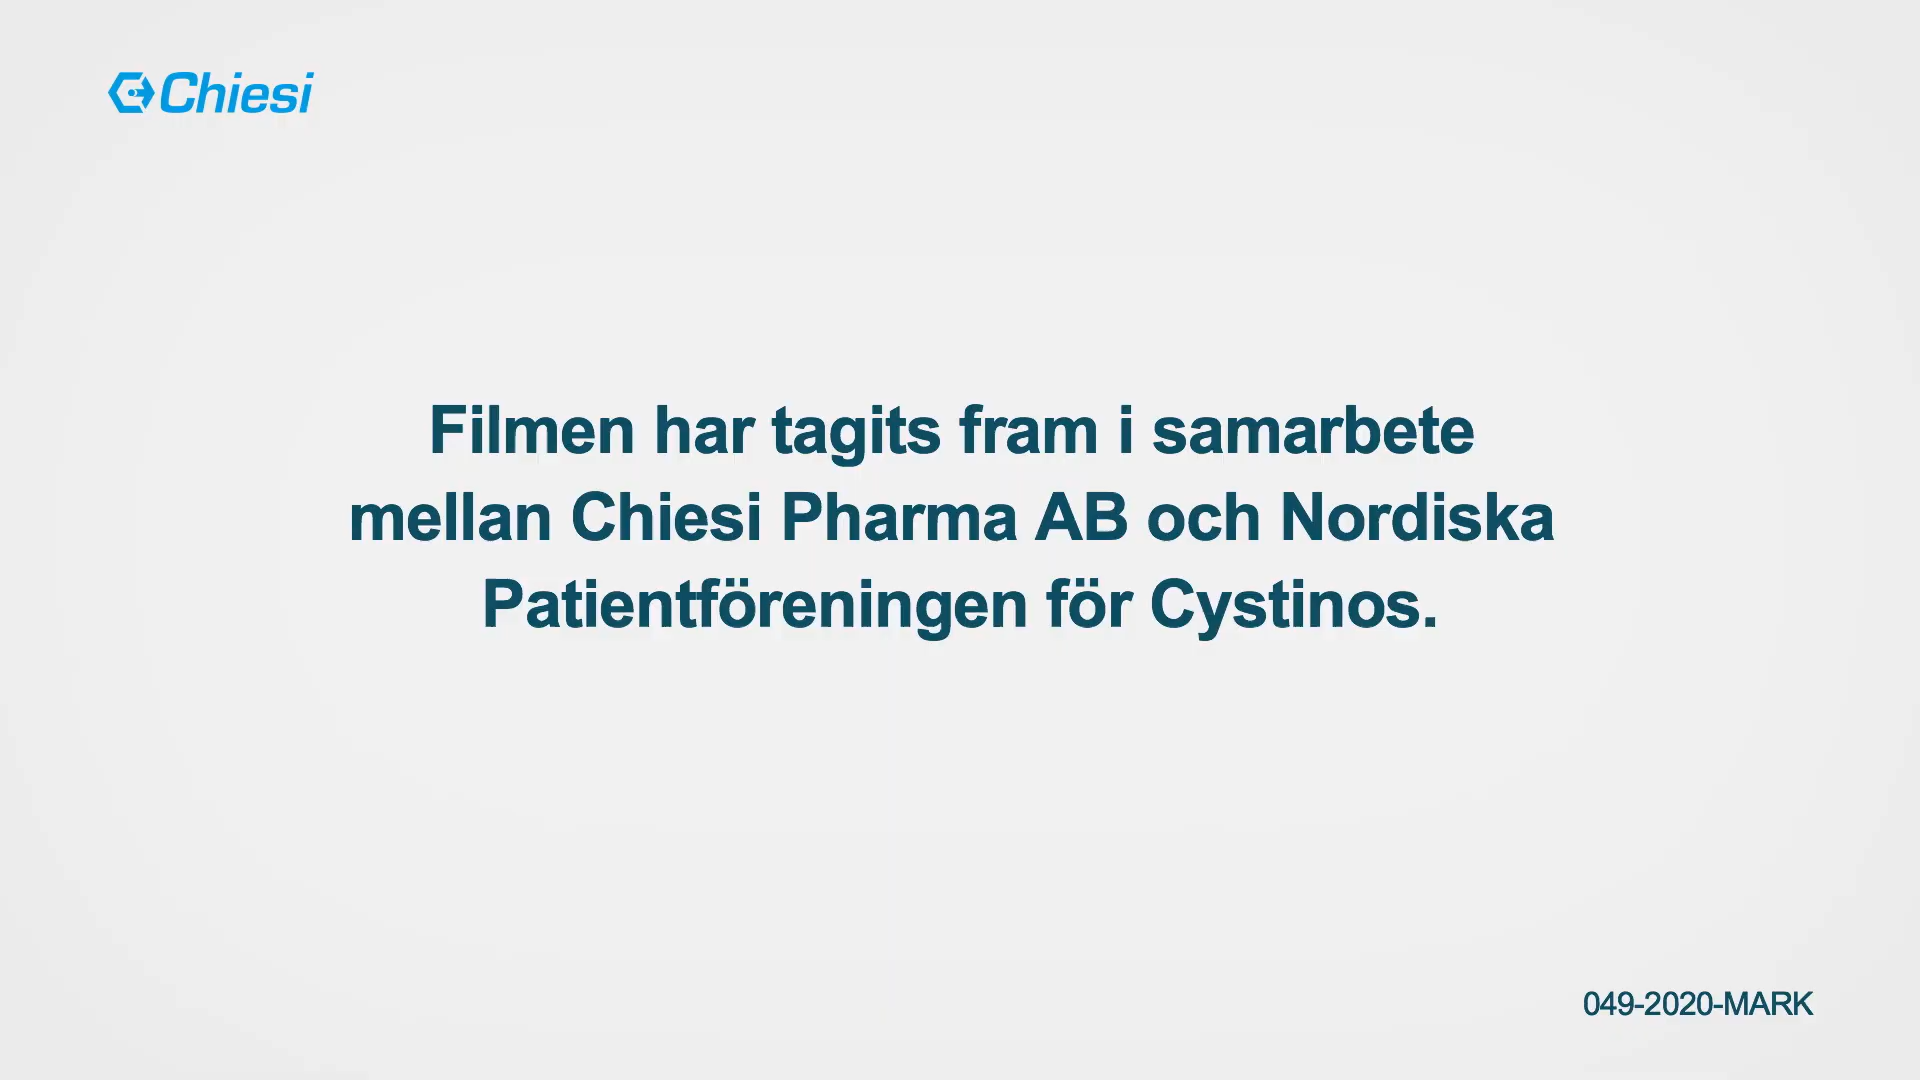 Chiesi
Filmen har tagits fram i samarbete
mellan Chiesi Pharma AB och Nordiska
Patientföreningen för Cystinos.
049-2020-MARK